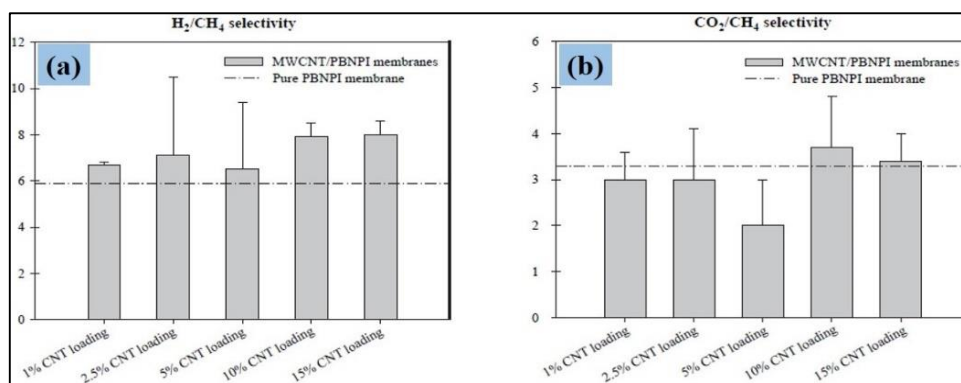 H₂/CH₄ selectivity
(a)
MWCNT/PBNPI membranes
Pure PBNPI membrane
12
10
8
6
4
2
0
1% CNT loading
2.5% CNT loading
5% CNT loading
10% CNT loading
15% CNT loading
CO₂/CH₄ selectivity
(b)
MWCNT/PBNPI membranes
Pure PBNPI membrane
6
5
4
3
2
1
0
1% CNT loading
2.5% CNT loading
5% CNT loading
10% CNT loading
15% CNT loading